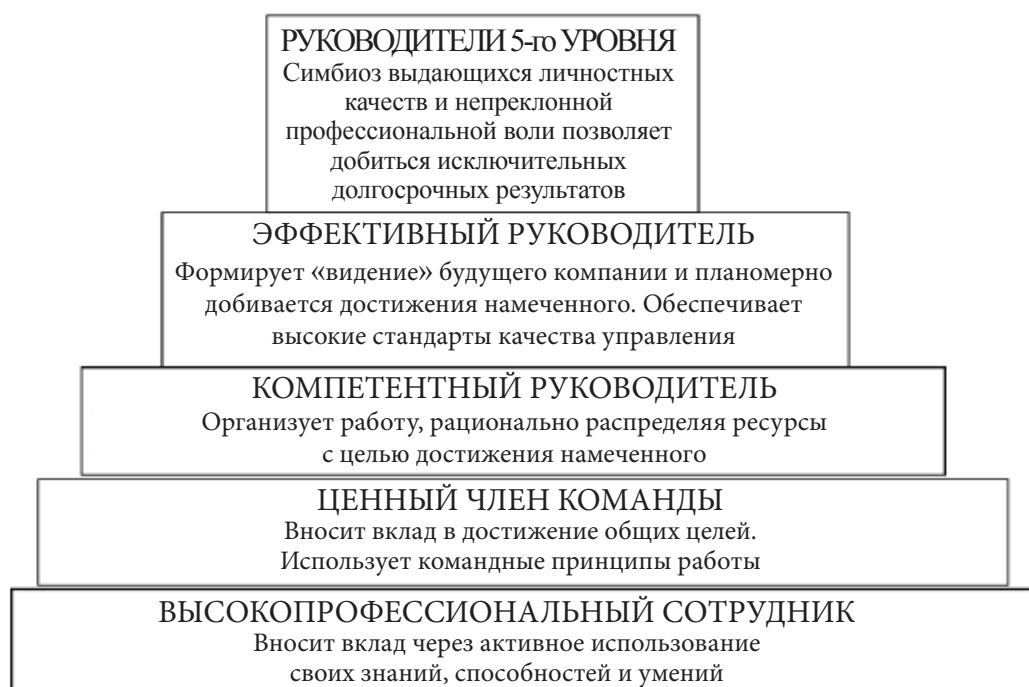 РУКОВОДИТЕЛИ 5-го УРОВНЯ
Симбиоз выдающихся личностных
качеств и непреклонной
профессиональной воли позволяет
добиться исключительных
долгосрочных результатов
ЭФФЕКТИВНЫЙ РУКОВОДИТЕЛЬ
Формирует «видение» будущего компании и планомерно
добивается достижения намеченного. Обеспечивает
высокие стандарты качества управления
КОМПЕТЕНТНЫЙ РУКОВОДИТЕЛЬ
Организует работу, рационально распределяя ресурсы
с целью достижения намеченного
ЦЕННЫЙ ЧЛЕН КОМАНДЫ
Вносит вклад в достижение общих целей.
Использует командные принципы работы
ВЫСОКОПРОФЕССИОНАЛЬНЫЙ СОТРУДНИК
Вносит вклад через активное использование
своих знаний, способностей и умений